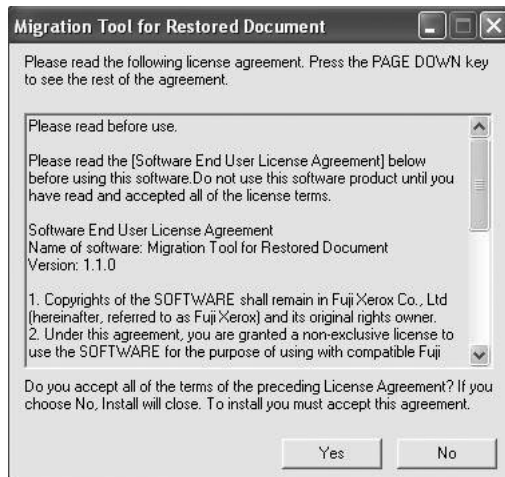 Migration Tool for Restored Document
Please read the following license agreement. Press the PAGE DOWN key
to see the rest of the agreement.
Please read before use.
Please read the [Software End User License Agreement] below
before using this software.Do not use this software product until you
have read and accepted all of the license terms.
Software End User License Agreement
Name of software: Migration Tool for Restored Document
Version: 1.1.0
1. Copyrights of the SOFTWARE shall remain in Fuji Xerox Co., Ltd
(hereinafter, referred to as Fuji Xerox) and its original rights owner.
2. Under this agreement, you are granted a non-exclusive license to
use the SOFTWARE for the purpose of using with compatible Fuji
Do you accept all of the terms of the preceding License Agreement? If you
choose No, Install will close. To install you must accept this agreement.
Yes No